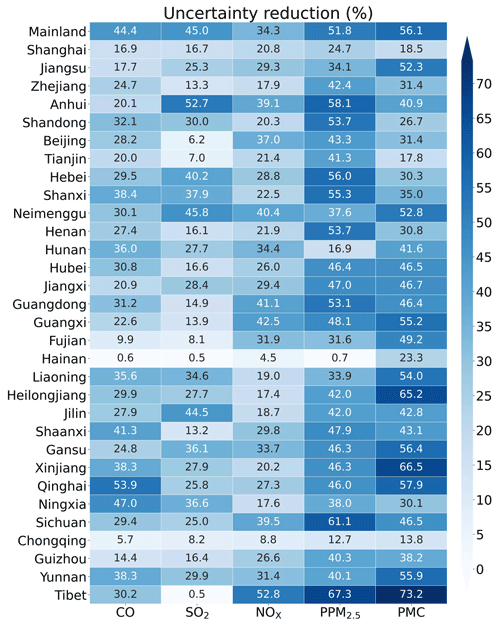 Uncertainty reduction (%)
Mainland 44.4 45.0 34.3 51.8 56.1
Shanghai 16.9 16.7 20.8 24.7 18.5
Jiangsu 17.7 25.3 29.3 34.1 52.3
Zhejiang 24.7 13.3 17.9 42.4 31.4
Anhui 20.1 52.7 39.1 58.1 40.9
Shandong 32.1 30.0 20.3 53.7 26.7
Beijing 28.2 6.2 37.0 43.3 31.4
Tianjin 20.0 7.0 21.4 41.3 17.8
Hebei 29.5 40.2 28.8 56.0 30.3
Shanxi 38.4 37.9 22.5 55.3 35.0
Neimenggu 30.1 45.8 40.4 37.6 52.8
Henan 27.4 16.1 21.9 53.7 30.8
Hunan 36.0 27.7 34.4 16.9 41.6
Hubei 30.8 16.6 26.0 46.4 46.5
Jiangxi 20.9 28.4 29.4 47.0 46.7
Guangdong 31.2 14.9 41.1 53.1 46.4
Guangxi 22.6 13.9 42.5 48.1 55.2
Fujian 9.9 8.1 31.9 31.6 49.2
Hainan 0.6 0.5 4.5 0.7 23.3
Liaoning 35.6 34.6 19.0 33.9 54.0
Heilongjiang 29.9 27.7 17.4 42.0 65.2
Jilin 27.9 44.5 18.7 42.0 42.8
Shaanxi 41.3 13.2 29.8 47.9 43.1
Gansu 24.8 36.1 33.7 46.3 56.4
Xinjiang 38.3 27.9 20.2 46.3 66.5
Qinghai 53.9 25.8 27.3 46.0 57.9
Ningxia 47.0 36.6 17.6 38.0 30.1
Sichuan 29.4 25.0 39.5 61.1 46.5
Chongqing 5.7 8.2 8.8 12.7 13.8
Guizhou 14.4 16.4 26.6 40.3 38.2
Yunnan 38.3 29.9 31.4 40.1 55.9
Tibet 30.2 0.5 52.8 67.3 73.2
CO SO₂ NOₓ PPM₂.₅ PMC
70
60
50
40
30
20
10
0